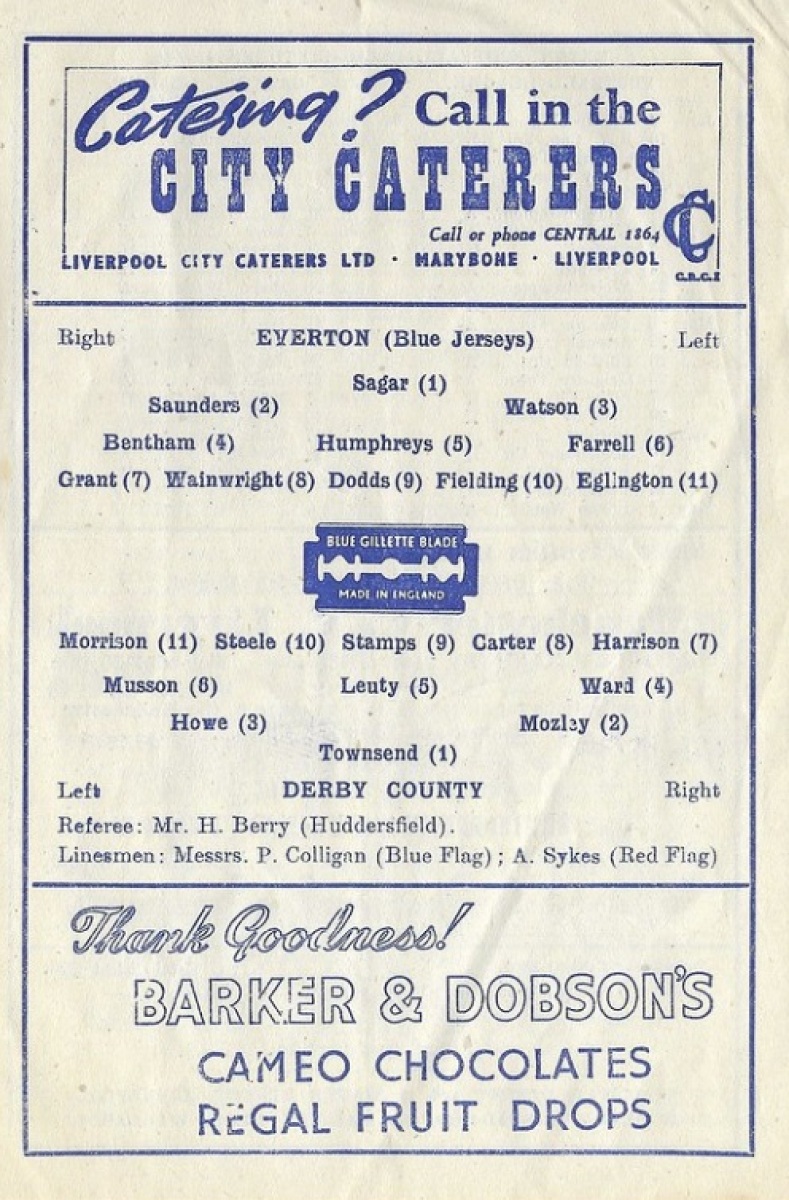 Catering? Call in the
CITY CATERERS
Call or phone CENTRAL 1864
LIVERPOOL CITY CATERERS LTD · MARYBONE · LIVERPOOL
Right EVERTON (Blue Jerseys) Left
Sagar (1)
Saunders (2) Watson (3)
Bentham (4) Humphreys (5) Farrell (6)
Grant (7) Wainwright (8) Dodds (9) Fielding (10) Eglington (11)
BLUE GILLETTE BLADE
MADE IN ENGLAND
Morrison (11) Steele (10) Stamps (9) Carter (8) Harrison (7)
Musson (6) Leuty (5) Ward (4)
Howe (3) Mozley (2)
Townsend (1)
Left DERBY COUNTY Right
Referee: Mr. H. Berry (Huddersfield).
Linesmen: Messrs. P. Colligan (Blue Flag); A. Sykes (Red Flag)
Thank Goodness!
BARKER & DOBSON'S
CAMEO CHOCOLATES
REGAL FRUIT DROPS